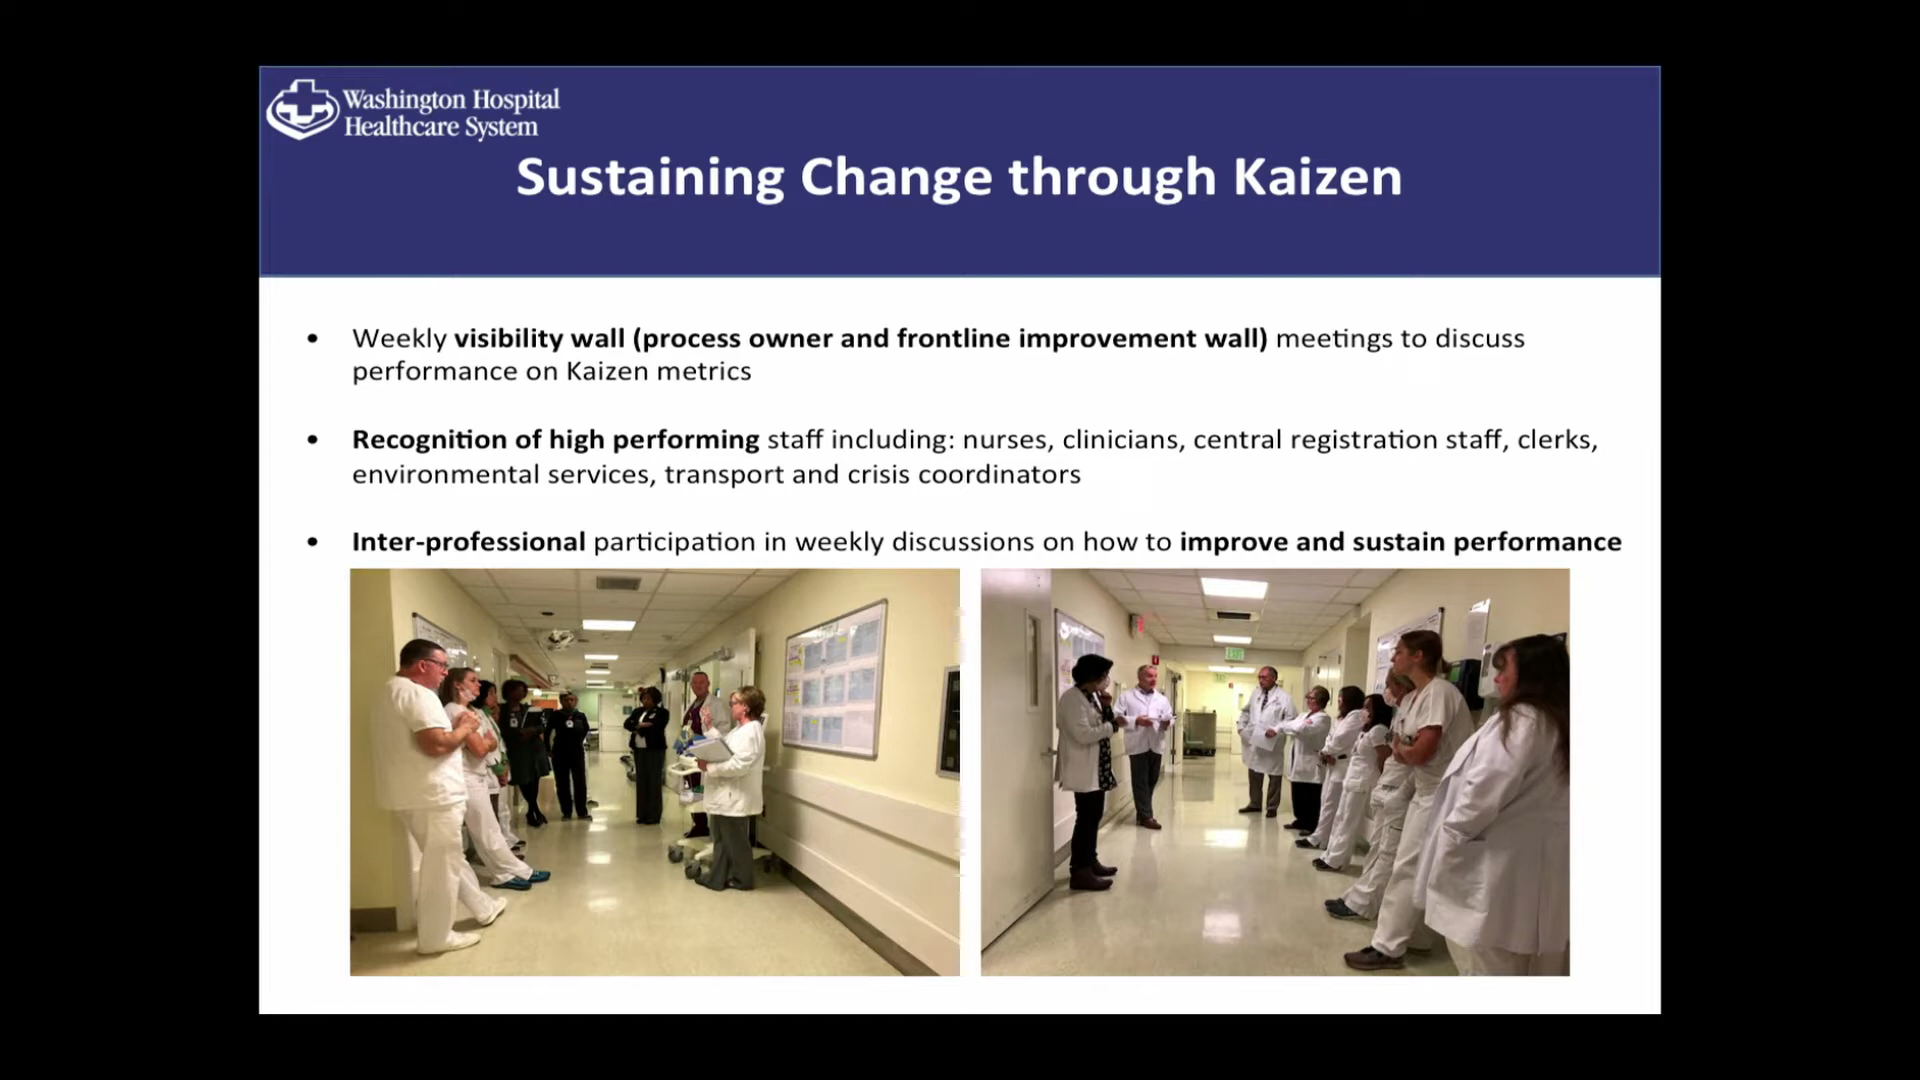 Washington Hospital
Healthcare System
Sustaining Change through Kaizen
• Weekly visibility wall (process owner and frontline improvement wall) meetings to discuss
performance on Kaizen metrics
• Recognition of high performing staff including: nurses, clinicians, central registration staff, clerks,
environmental services, transport and crisis coordinators
• Inter-professional participation in weekly discussions on how to improve and sustain performance